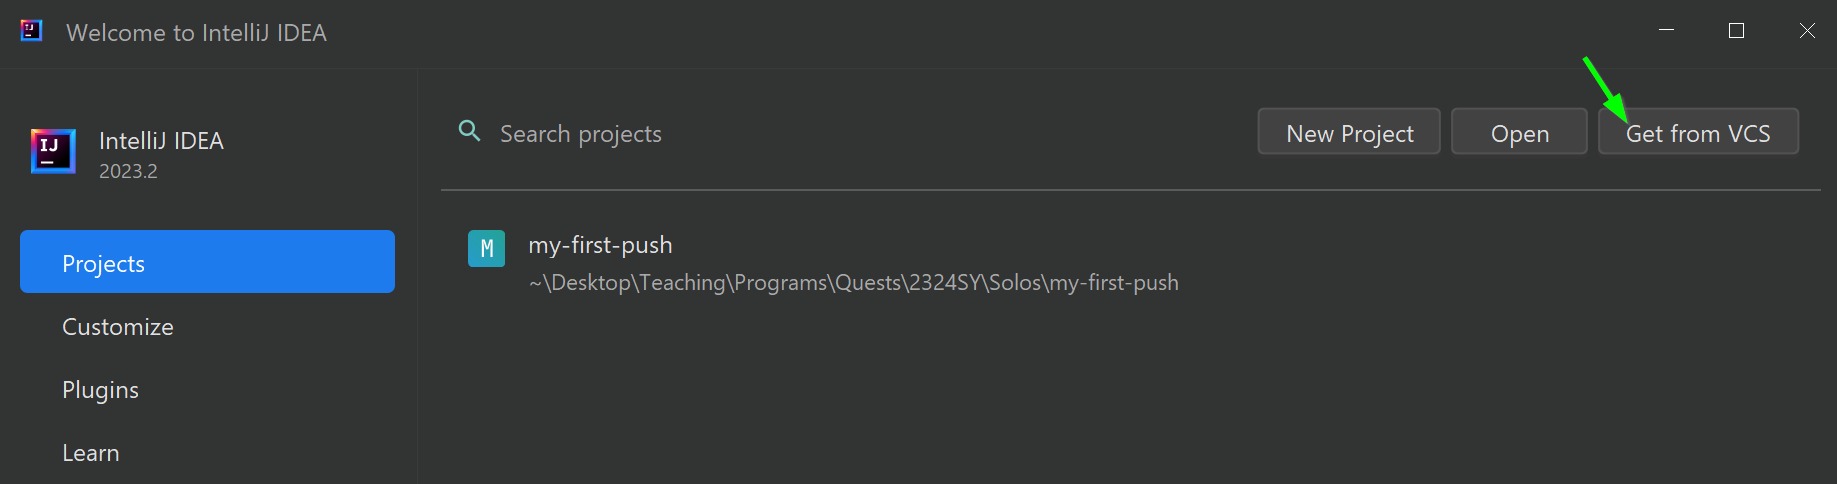 Welcome to IntelliJ IDEA
IJ
IntelliJ IDEA
2023.2
Projects
Customize
Plugins
Learn
Search projects
New Project
Open
Get from VCS
M
my-first-push
~\Desktop\Teaching\Programs\Quests\2324SY\Solos\my-first-push